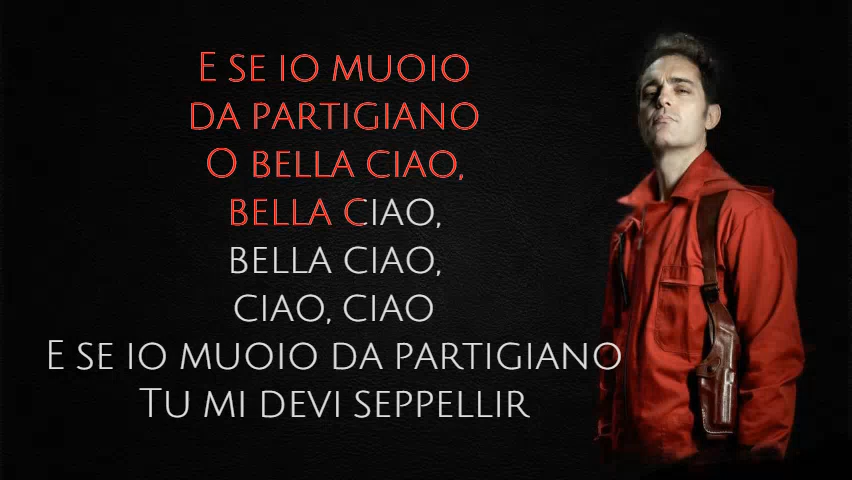 E SE IO MUOIO
DA PARTIGIANO
O BELLA CIAO,
BELLA CIAO,
BELLA CIAO,
CIAO, CIAO
E SE IO MUOIO DA PARTIGIANO
TU MI DEVI SEPPELLIR